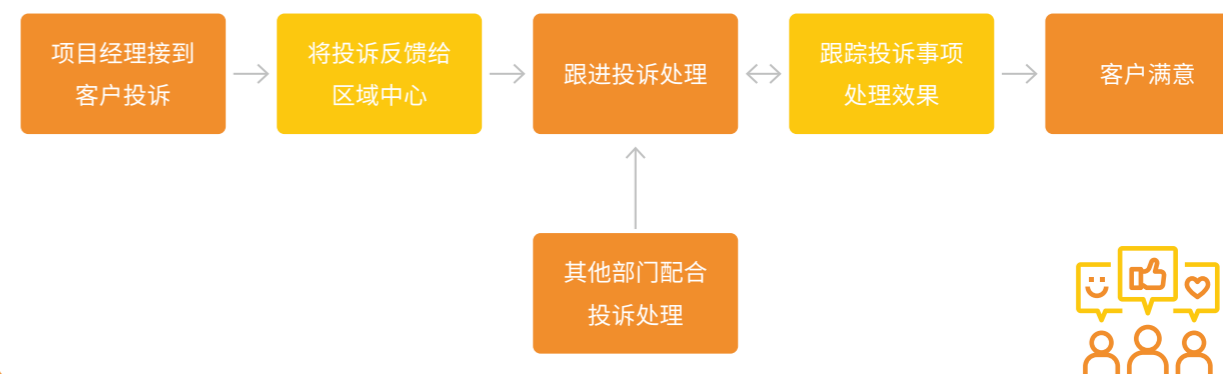 项目经理接到
客户投诉
将投诉反馈给
区域中心
跟进投诉处理
跟踪投诉事项
处理效果
客户满意
其他部门配合
投诉处理